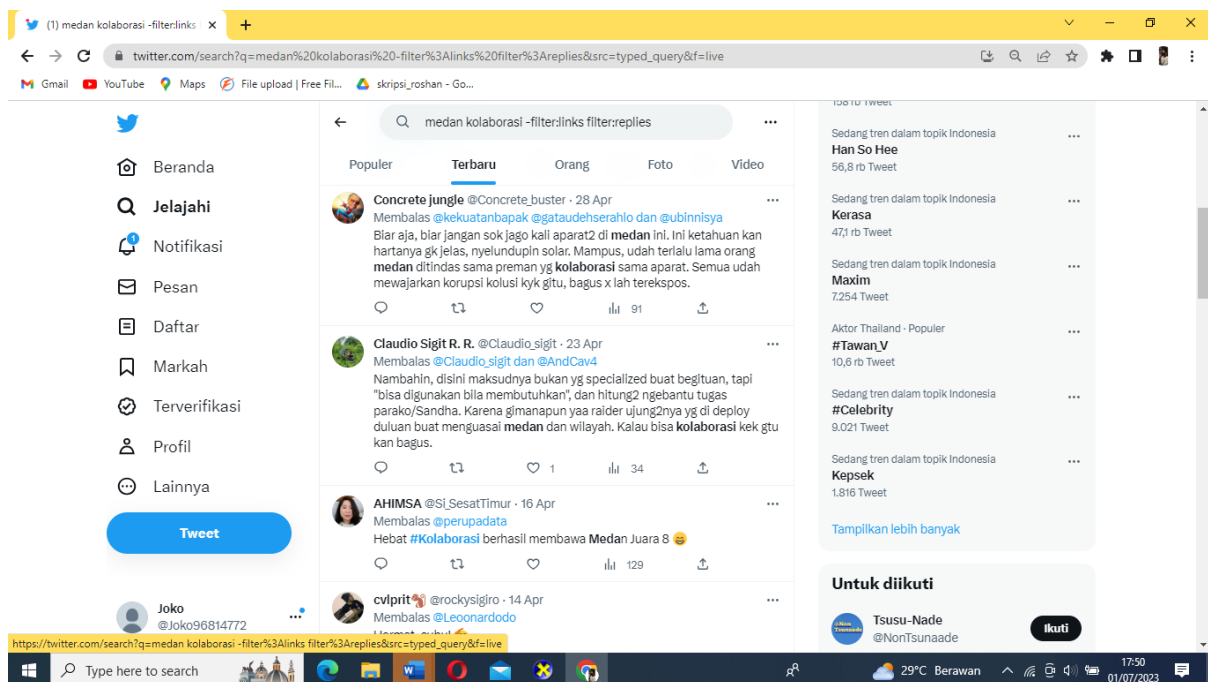 (1) medan kolaborasi -filter:links
twitter.com/search?q=medan%20kolaborasi%20-filter%3Alinks%20filter%3Areplies&src=typed_query&f=live
Gmail YouTube Maps File upload | Free Fil... skripsi_roshan - Go...
medan kolaborasi -filter:links filter:replies
Populer Terbaru Orang Foto Video
Beranda
Jelajahi
Notifikasi
Pesan
Daftar
Markah
Terverifikasi
Profil
Lainnya
Tweet
Joko
@Joko96814772
Concrete jungle @Concrete_buster · 28 Apr
Membalas @kekuatanbapak @gataudehserahlo dan @ubinnisya
Biar aja, biar jangan sok jago kali aparat2 di medan ini. Ini ketahuan kan
hartanya gk jelas, nyelundupin solar. Mampus, udah terlalu lama orang
medan ditindas sama preman yg kolaborasi sama aparat. Semua udah
mewajarkan korupsi kolusi kyk gitu, bagus x lah terekspos.
91
Claudio Sigit R. R. @Claudio_sigit · 23 Apr
Membalas @Claudio_sigit dan @AndCav4
Nambahin, disini maksudnya bukan yg specialized buat begituan, tapi
"bisa digunakan bila membutuhkan", dan hitung2 ngebantu tugas
parako/Sandha. Karena gimanapun yaa raider ujung2nya yg di deploy
duluan buat menguasai medan dan wilayah. Kalau bisa kolaborasi kek gtu
kan bagus.
1 34
AHIMSA @Si_SesatTimur · 16 Apr
Membalas @perupadata
Hebat #Kolaborasi berhasil membawa Medan Juara 8 😄
129
cvlprit🐿 @rockysigiro · 14 Apr
Membalas @Leoonardodo
158 rb Tweet
Sedang tren dalam topik Indonesia
Han So Hee
56,8 rb Tweet
Sedang tren dalam topik Indonesia
Kerasa
47,1 rb Tweet
Sedang tren dalam topik Indonesia
Maxim
7.254 Tweet
Aktor Thailand · Populer
#Tawan_V
10,6 rb Tweet
Sedang tren dalam topik Indonesia
#Celebrity
9.021 Tweet
Sedang tren dalam topik Indonesia
Kepsek
1.816 Tweet
Tampilkan lebih banyak
Untuk diikuti
Tsusu-Nade
@NonTsunaade
Ikuti
https://twitter.com/search?q=medan kolaborasi -filter%3Alinks filter%3Areplies&src=typed_query&f=live
Type here to search
29°C Berawan
17:50
01/07/2023